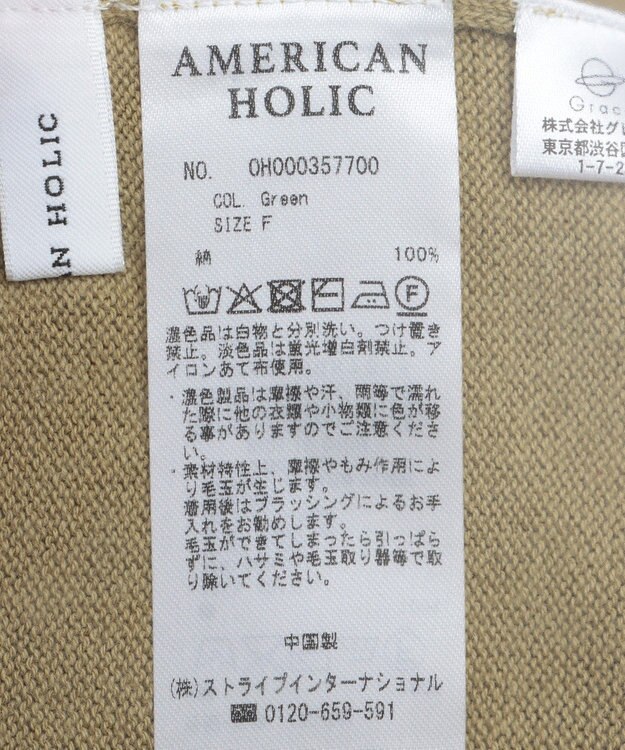 AMERICAN
HOLIC
NO. OH000357700
COL. Green
SIZE F
綿 100%
F
濃色品は白物と分別洗い。つけ置き
禁止。淡色品は蛍光増白剤禁止。ア
イロンあて布使用。
・濃色製品は摩擦や汗、雨等で濡れ
た際に他の衣類や小物類に色が移
る事がありますのでご注意くださ
い。
・素材特性上、摩擦やもみ作用によ
り毛玉が生じます。
着用後はブラッシングによるお手
入れをお勧めします。
毛玉ができてしまったら引っぱら
ずに、ハサミや毛玉取り器等で取
り除いてください。
中国製
(株)ストライプインターナショナル
0120-659-591
AN HOLIC
Grac
株式会社グレ
東京都渋谷区
1-7-2